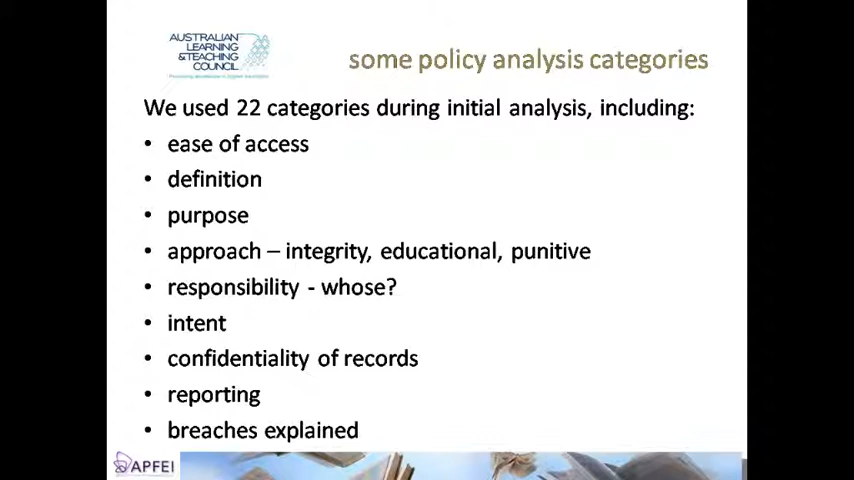 AUSTRALIAN
LEARNING
& TEACHING
COUNCIL
some policy analysis categories
We used 22 categories during initial analysis, including:
• ease of access
• definition
• purpose
• approach – integrity, educational, punitive
• responsibility - whose?
• intent
• confidentiality of records
• reporting
• breaches explained
APFEI